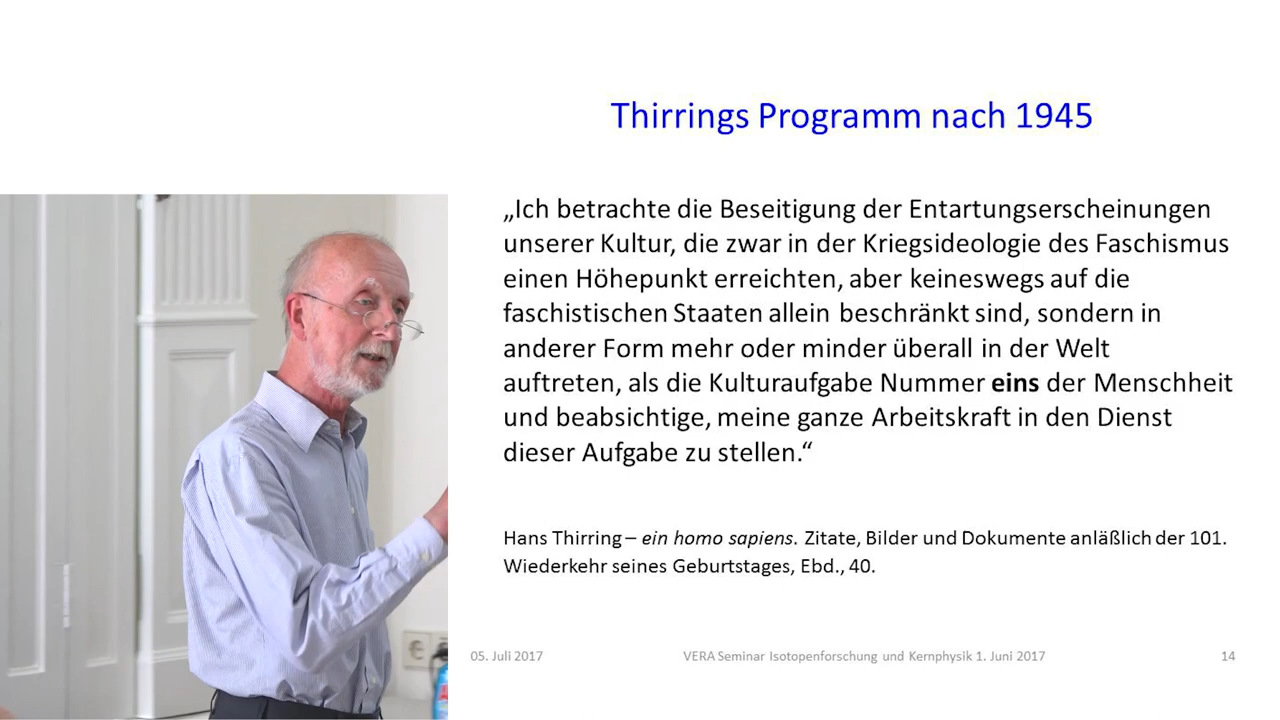 Thirrings Programm nach 1945
„Ich betrachte die Beseitigung der Entartungserscheinungen
unserer Kultur, die zwar in der Kriegsideologie des Faschismus
einen Höhepunkt erreichten, aber keineswegs auf die
faschistischen Staaten allein beschränkt sind, sondern in
anderer Form mehr oder minder überall in der Welt
auftreten, als die Kulturaufgabe Nummer eins der Menschheit
und beabsichtige, meine ganze Arbeitskraft in den Dienst
dieser Aufgabe zu stellen.“
Hans Thirring – ein homo sapiens. Zitate, Bilder und Dokumente anläßlich der 101.
Wiederkehr seines Geburtstages, Ebd., 40.
05. Juli 2017 VERA Seminar Isotopenforschung und Kernphysik 1. Juni 2017 14